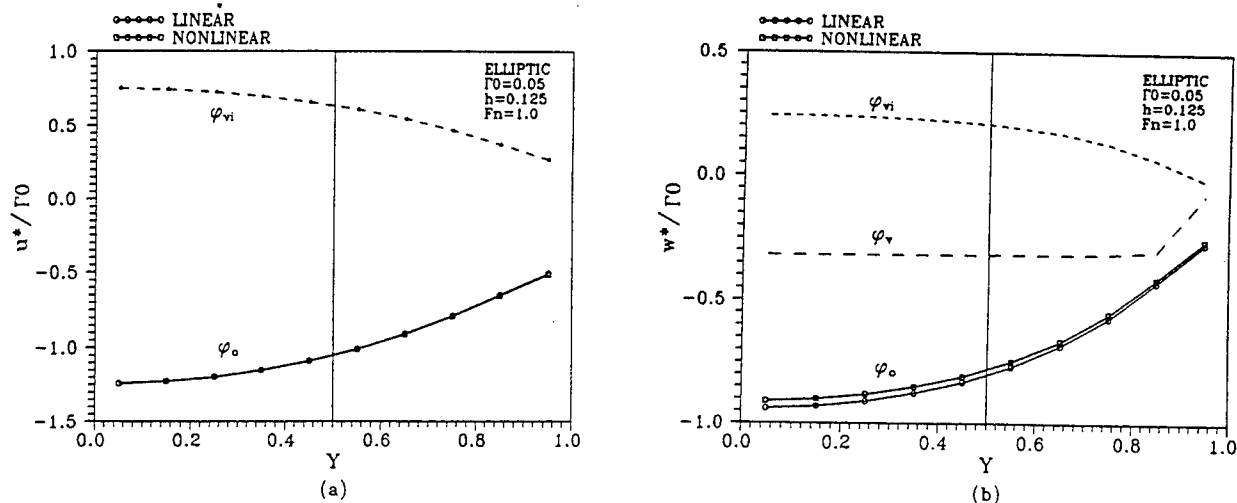 LINEAR
NONLINEAR
1.0
0.5
0.0
−0.5
−1.0
−1.5
u*/Γ0
ELLIPTIC
Γ0=0.05
h=0.125
Fn=1.0
φvi
φo
0.0 0.2 0.4 0.6 0.8 1.0
Y
(a)
LINEAR
NONLINEAR
0.5
0.0
−0.5
−1.0
w*/Γ0
ELLIPTIC
Γ0=0.05
h=0.125
Fn=1.0
φvi
φv
φo
0.0 0.2 0.4 0.6 0.8 1.0
Y
(b)